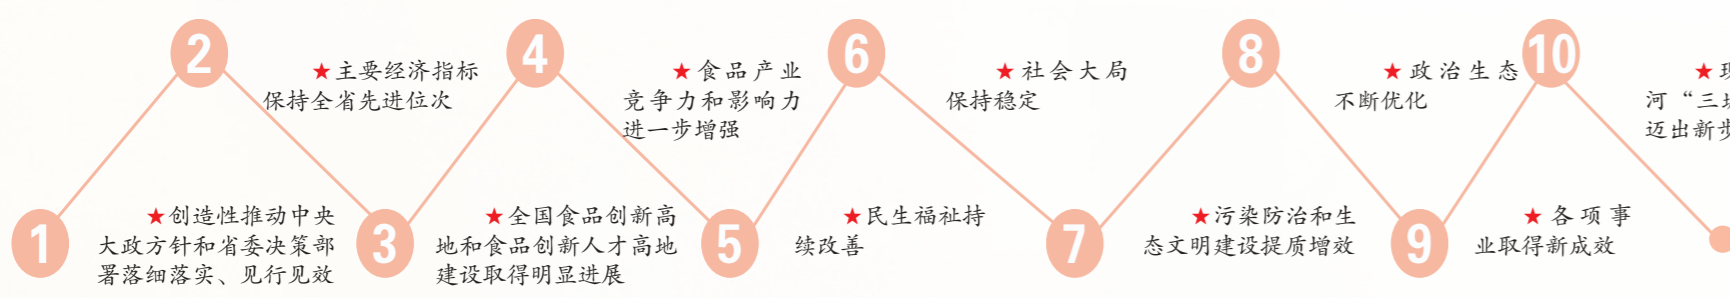 1
★创造性推动中央
大政方针和省委决策部
署落细落实、见行见效
2
★主要经济指标
保持全省先进位次
3
★全国食品创新高
地和食品创新人才高地
建设取得明显进展
4
★食品产业
竞争力和影响力
进一步增强
5
★民生福祉持
续改善
6
★社会大局
保持稳定
7
★污染防治和生
态文明建设提质增效
8
★政治生态
不断优化
9
★各项事
业取得新成效
10
★
河“三
迈出新